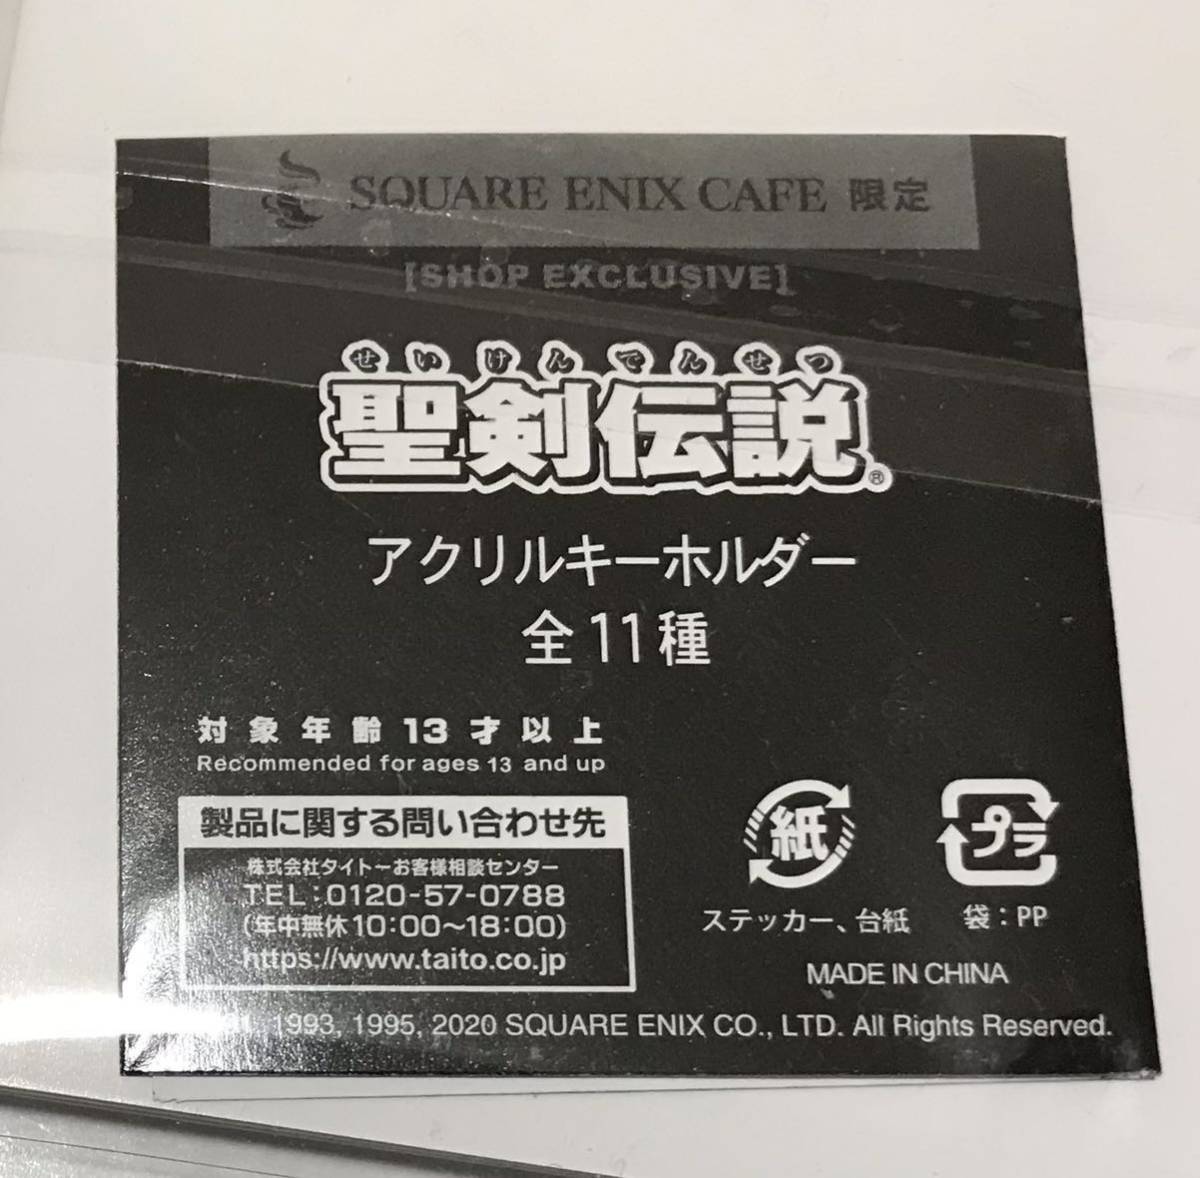 SQUARE ENIX CAFE 限定
[SHOP EXCLUSIVE]
せいけんでんせつ
聖剣伝説®
アクリルキーホルダー
全11種
対象年齢13才以上
Recommended for ages 13 and up
製品に関する問い合わせ先
株式会社タイトーお客様相談センター
TEL:0120-57-0788
(年中無休10:00~18:00)
https://www.taito.co.jp
紙
ステッカー、台紙
プラ
袋:PP
MADE IN CHINA
1993, 1995, 2020 SQUARE ENIX CO., LTD. All Rights Reserved.